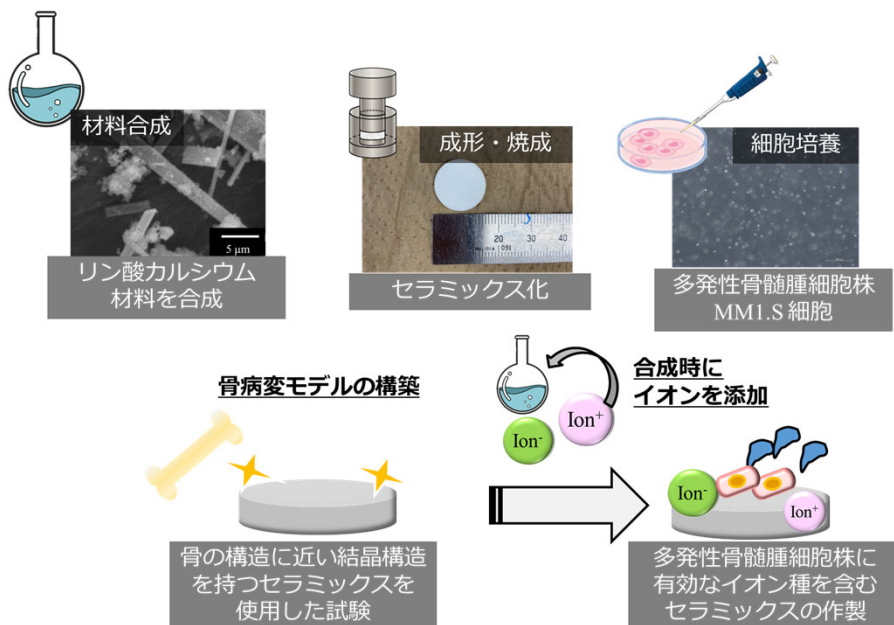 材料合成
5 μm
リン酸カルシウム
材料を合成
成形・焼成
20 30 40
セラミックス化
細胞培養
多発性骨髄腫細胞株
MM1.S 細胞
骨病変モデルの構築
合成時に
イオンを添加
Ion⁻
Ion⁺
骨の構造に近い結晶構造
を持つセラミックスを
使用した試験
Ion⁻
Ion⁺
多発性骨髄腫細胞株に
有効なイオン種を含む
セラミックスの作製